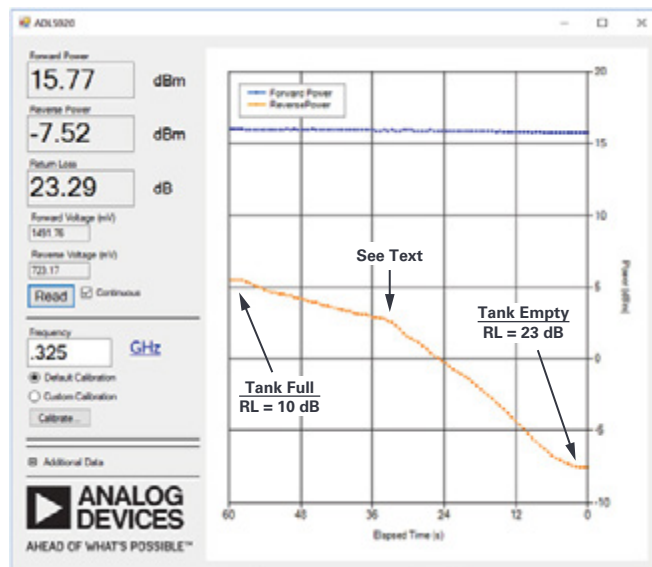 ADL5920
Forward Power
15.77 dBm
Reverse Power
-7.52 dBm
Return Loss
23.29 dB
Forward Voltage (mV)
1491.76
Reverse Voltage (mV)
723.17
Read
Continuous
Frequency
.325 GHz
Default Calibration
Custom Calibration
Calibrate...
Additional Data
ANALOG
DEVICES
AHEAD OF WHAT'S POSSIBLE™
Forward Power
ReversePower
20
15
10
5
0
-5
-10
Power (dBm)
See Text
Tank Empty
RL = 23 dB
Tank Full
RL = 10 dB
60 48 36 24 12 0
Elapsed Time (s)